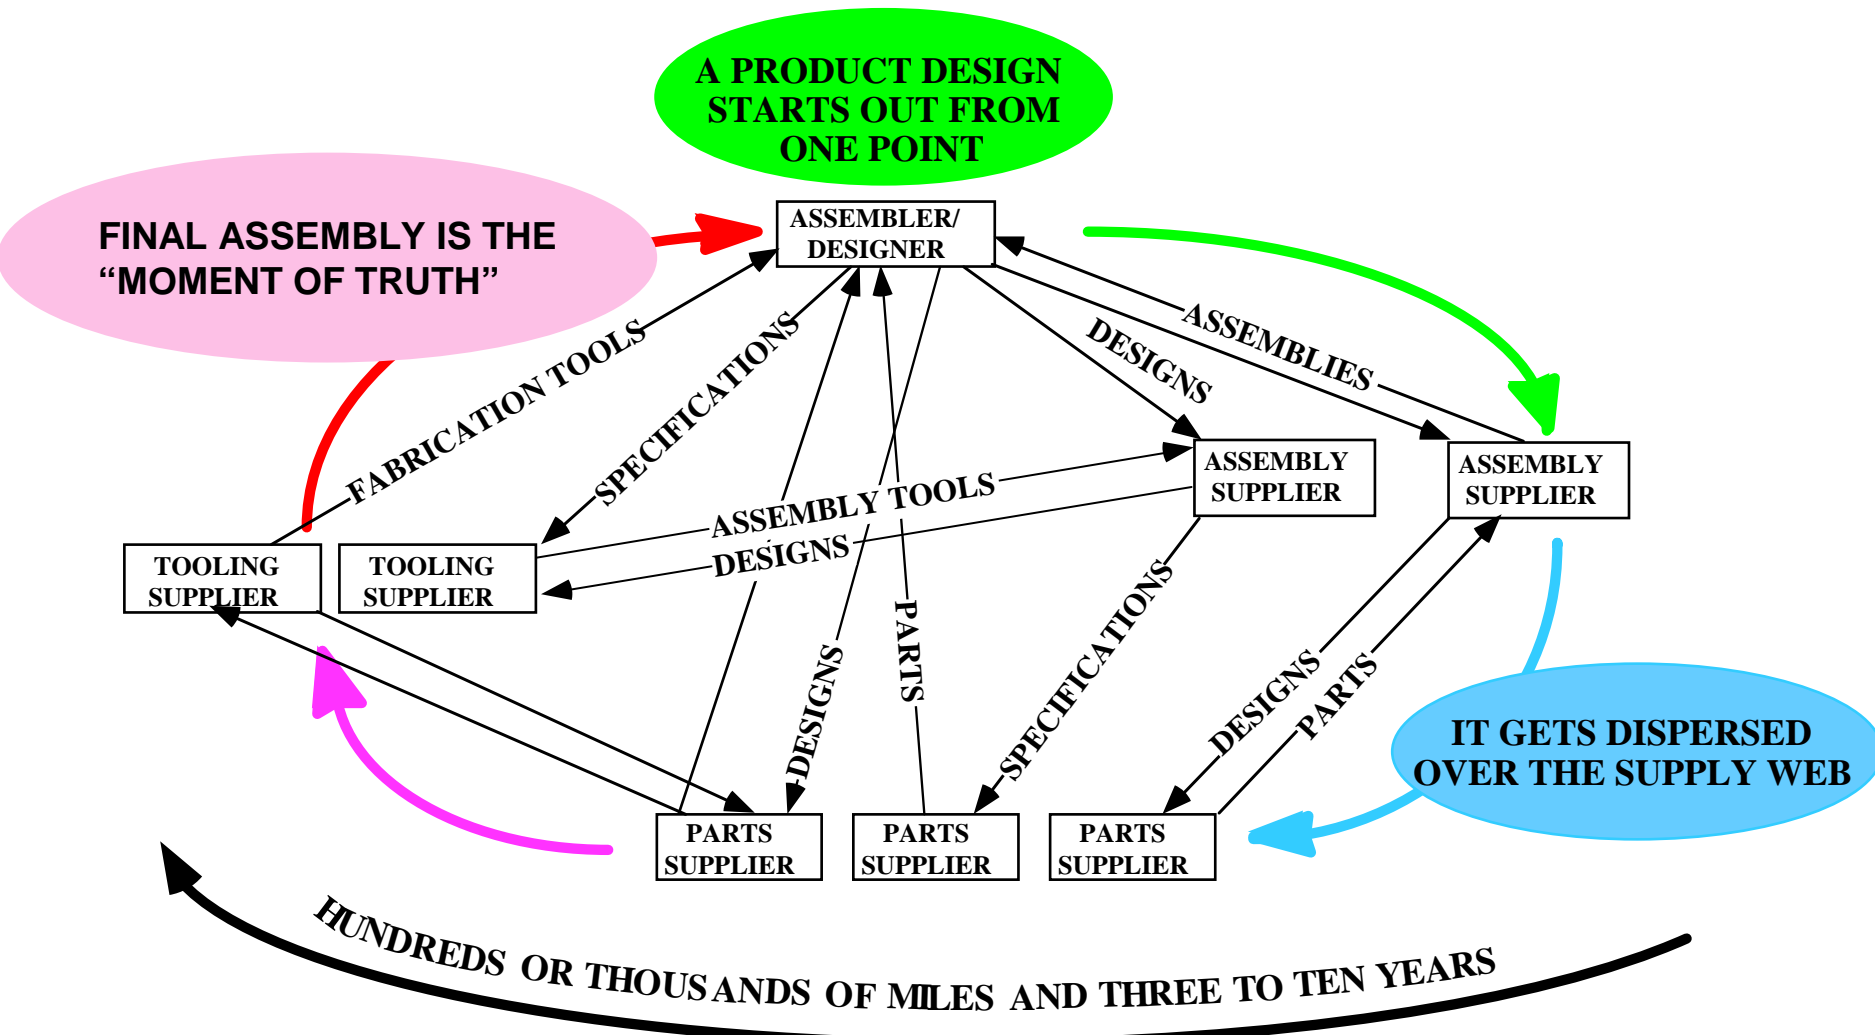 A PRODUCT DESIGN
STARTS OUT FROM
ONE POINT
FINAL ASSEMBLY IS THE
“MOMENT OF TRUTH”
ASSEMBLER/
DESIGNER
FABRICATION TOOLS
SPECIFICATIONS
DESIGNS
ASSEMBLIES
ASSEMBLY
SUPPLIER
ASSEMBLY
SUPPLIER
ASSEMBLY TOOLS
DESIGNS
TOOLING
SUPPLIER
TOOLING
SUPPLIER
DESIGNS
PARTS
SPECIFICATIONS
DESIGNS
PARTS
IT GETS DISPERSED
OVER THE SUPPLY WEB
PARTS
SUPPLIER
PARTS
SUPPLIER
PARTS
SUPPLIER
HUNDREDS OR THOUSANDS OF MILES AND THREE TO TEN YEARS